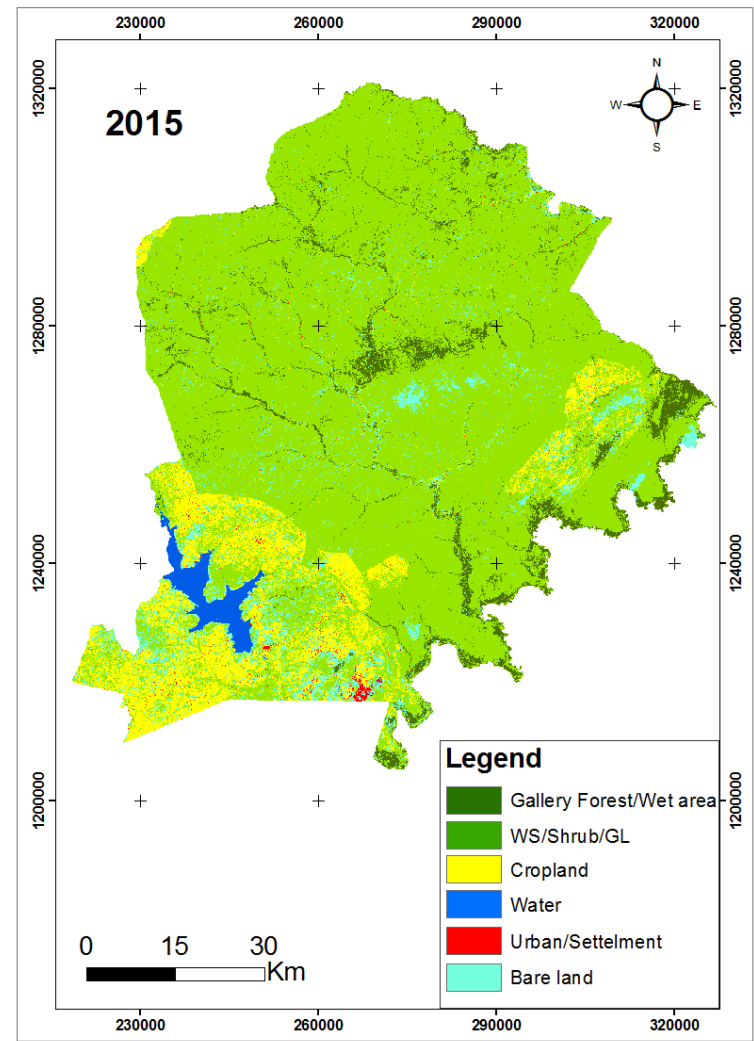 230000 260000 290000 320000
N
W E
S
2015
1320000 1320000
1280000 1280000
1240000 1240000
1200000 1200000
Legend
Gallery Forest/Wet area
WS/Shrub/GL
Cropland
Water
Urban/Settelment
Bare land
0 15 30
Km
230000 260000 290000 320000